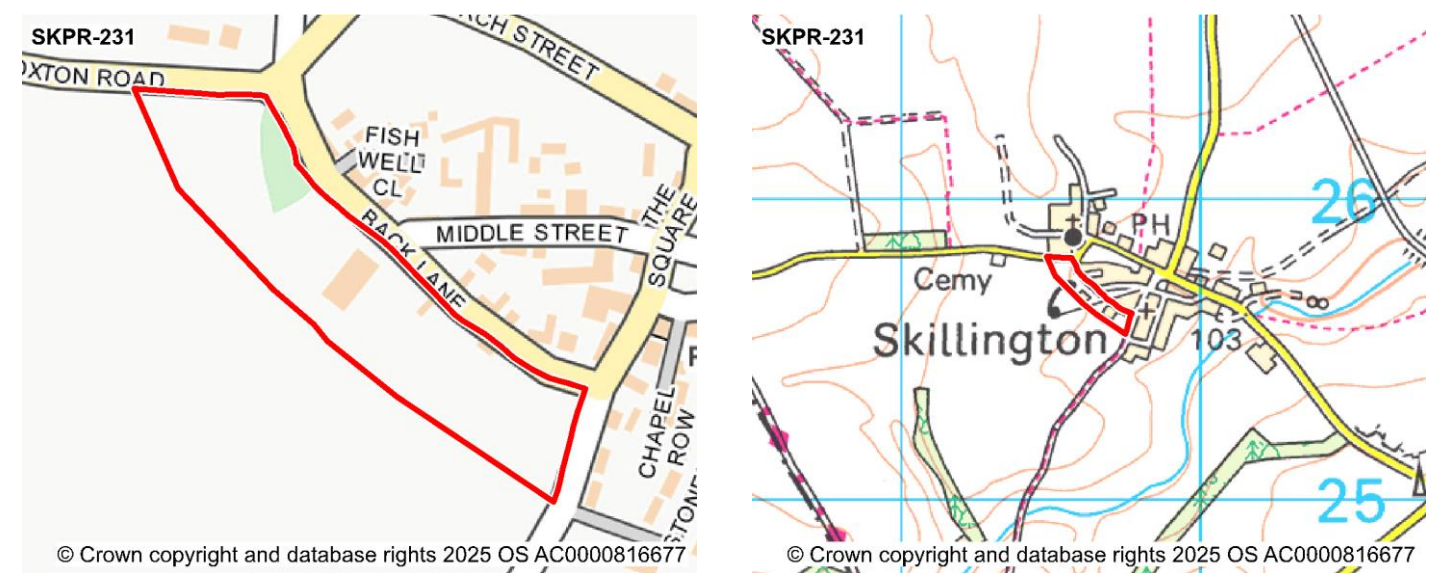 SKPR-231
OXTON ROAD
RCH STREET
FISH
WELL
CL
BACK LANE
MIDDLE STREET
THE
SQUARE
CHAPEL
ROW
STONE
© Crown copyright and database rights 2025 OS AC0000816677
SKPR-231
26
PH
Cemy
Skillington
103
25
© Crown copyright and database rights 2025 OS AC0000816677